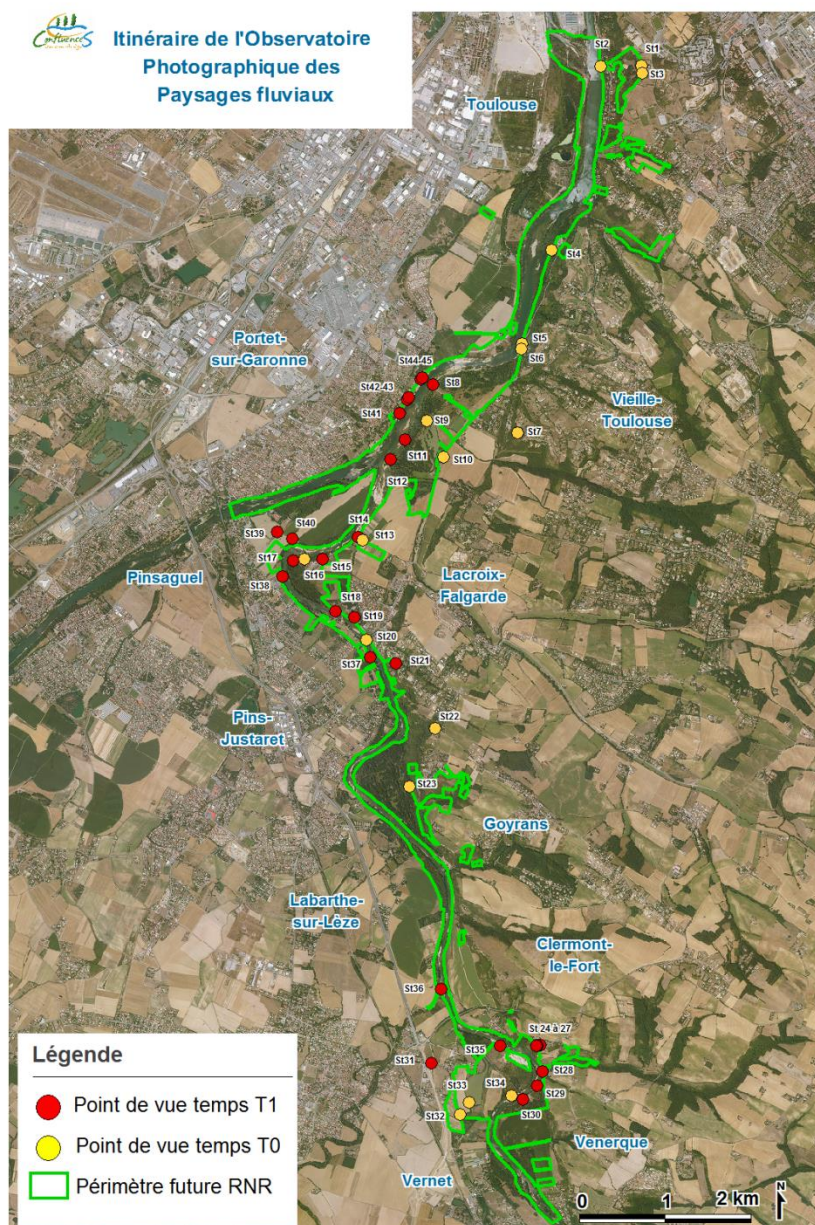 ConfluenceS
Itinéraire de l'Observatoire
Photographique des
Paysages fluviaux
St2
St1
St3
Toulouse
St4
St5
St6
Portet-
sur-Garonne
St44-45
St8
St42-43
St41
St9
Vieille-
Toulouse
St7
St11
St10
St12
St39
St40
St14
St13
St17
St16
St15
St38
Pinsaguel
Lacroix-
Falgarde
St18
St19
St20
St37
St21
Pins-
Justaret
St22
St23
Goyrans
Labarthe-
sur-Lèze
Clermont-
le-Fort
St36
St 24 à 27
St35
St31
St28
St33
St34
St29
St32
St30
Venerque
Vernet
Légende
Point de vue temps T1
Point de vue temps T0
Périmètre future RNR
0 1 2 km
N